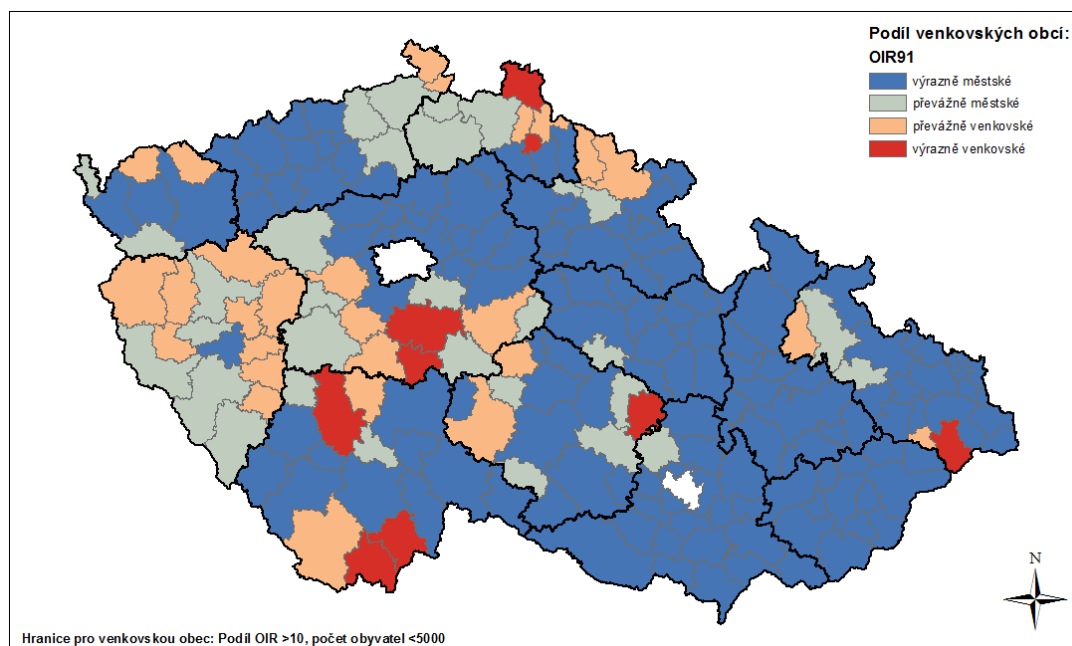 Podíl venkovských obcí:
OIR91
výrazně městské
převážně městské
převážně venkovské
výrazně venkovské
N
Hranice pro venkovskou obec: Podíl OIR >10, počet obyvatel <5000